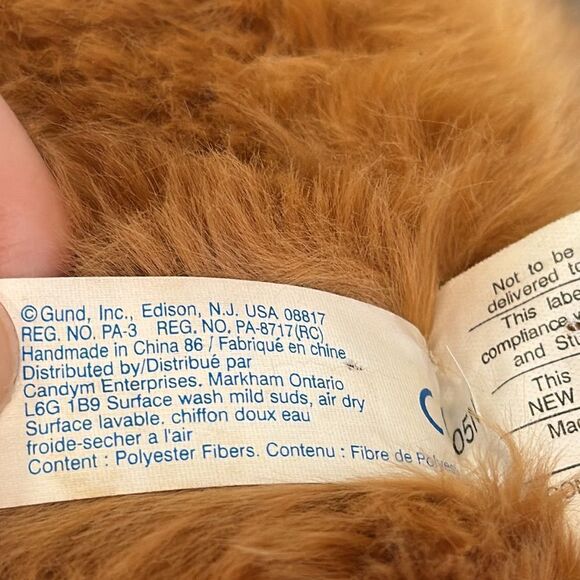 ©Gund, Inc., Edison, N.J. USA 08817
REG. NO. PA-3 REG. NO. PA-8717(RC)
Handmade in China 86 / Fabriqué en chine
Distributed by/Distribué par
Candym Enterprises. Markham Ontario
L6G 1B9 Surface wash mild suds, air dry
Surface lavable. chiffon doux eau
froide-secher a l'air
Content : Polyester Fibers. Contenu : Fibre de
Not to be
delivered to
This
compliance
and
This
NEW